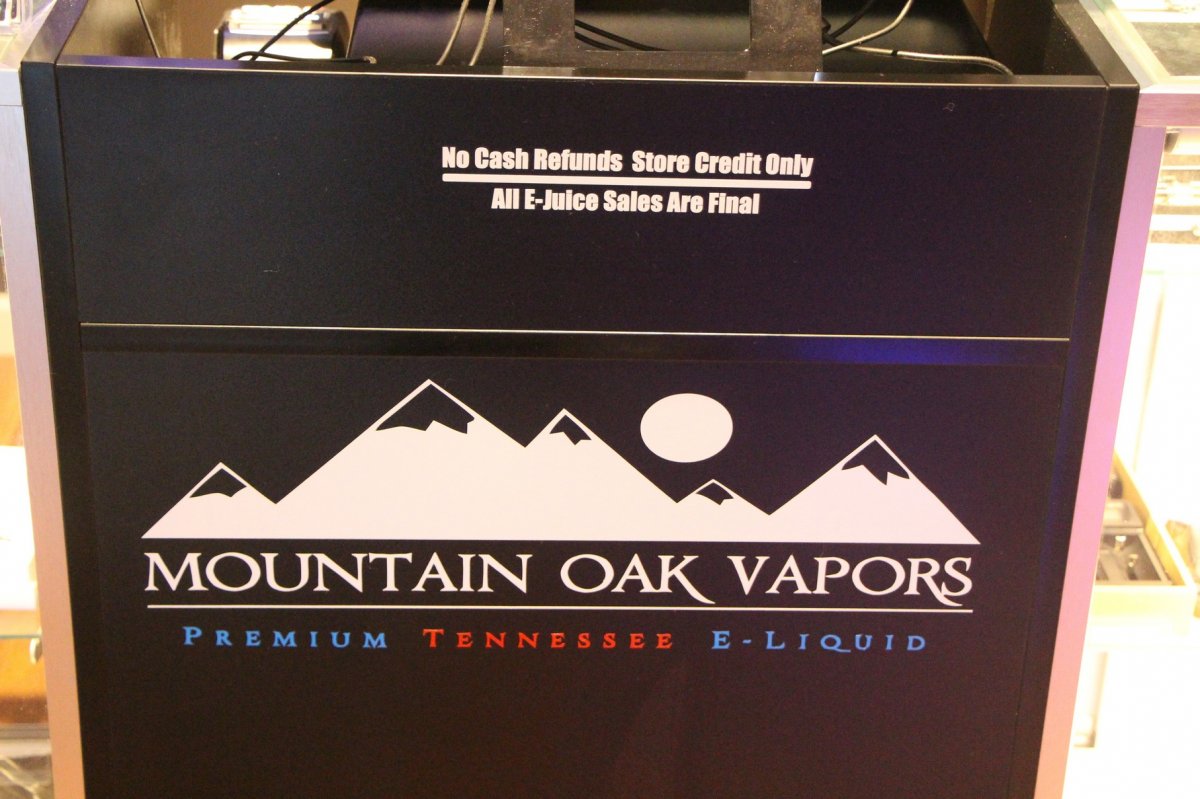 No Cash Refunds Store Credit Only
All E-Juice Sales Are Final
MOUNTAIN OAK VAPORS
PREMIUM TENNESSEE E-LIQUID